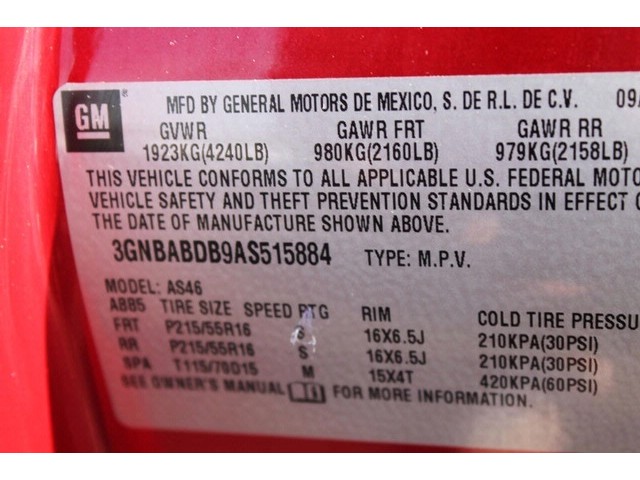 GM
MFD BY GENERAL MOTORS DE MEXICO, S. DE R.L. DE C.V. 09/
GVWR GAWR FRT GAWR RR
1923KG(4240LB) 980KG(2160LB) 979KG(2158LB)
THIS VEHICLE CONFORMS TO ALL APPLICABLE U.S. FEDERAL MOTO
VEHICLE SAFETY AND THEFT PREVENTION STANDARDS IN EFFECT
THE DATE OF MANUFACTURE SHOWN ABOVE.
3GNBABDB9AS515884 TYPE: M.P.V.
MODEL: AS46
A885 TIRE SIZE SPEED RTG RIM COLD TIRE PRESSU
FRT P215/55R16 S 16X6.5J 210KPA(30PSI)
RR P215/55R16 S 16X6.5J 210KPA(30PSI)
SPA T115/70D15 M 15X4T 420KPA(60PSI)
SEE OWNER'S MANUAL FOR MORE INFORMATION.